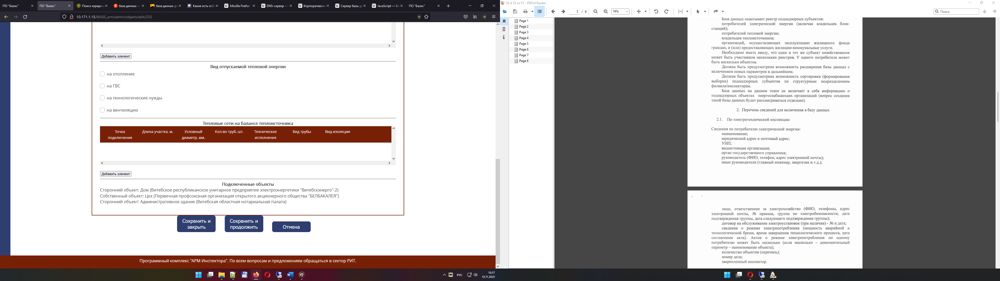 ПО "Базис"
ПО "Базис"
Поиск юридиче
база данных —
база данных pn
Какие есть onli
Mozilla Firefox —
DNS-сервер —
Корпоративная
Сервер базы да
JavaScript — Ви
ПО "Базис"
10.171.1.15/BASIS_arm/admin/objects/edit/255
Добавить элемент
Вид отпускаемой тепловой энергии
на отопление
на ГВС
на технологические нужды
на вентиляцию
Тепловые сети на балансе теплоисточника
Точка подключения
Длина участка, м.
Условный диаметр, мм.
Кол-во труб, шт.
Техническое исполнение
Вид трубы
Вид изоляции
Добавить элемент
Подключенные объекты
Сторонний объект: Дом (Витебское республиканское унитарное предприятие электроэнергетики "Витебскэнерго"-2)
Собственный объект: Цех (Первичная профсоюзная организация открытого акционерного общества "БЕЛБАКАЛЕЯ")
Сторонний объект: Административное здание (Витебская областная нотариальная палата)
Сохранить и закрыть
Сохранить и продолжить
Отмена
Программный комплекс "АРМ Инспектора". По всем вопросам и предложениям обращаться в сектор РИТ.
РУС
15:17
12.11.2021
03-6 ТЗ от ГУ - PDF24 Reader
3 / 8
74%
Поиск
Page 1
Page 2
Page 3
Page 4
Page 5
Page 6
Page 7
Page 8
База данных охватывает реестр поднадзорных субъектов:
потребителей электрической энергии (включая владельцев блок-
станций);
потребителей тепловой энергии;
владельцев теплоисточников;
организаций, осуществляющих эксплуатацию жилищного фонда
граждан, и (или) предоставляющих жилищно-коммунальные услуги.
Необходимо иметь ввиду, что один и тот же субъект хозяйствования
может быть участником нескольких реестров. У одного потребителя может
быть несколько объектов.
Должна быть предусмотрена возможность расширения базы данных с
включением новых параметров в дальнейшем.
Должна быть предусмотрена возможность сортировки (формирования
выборки) поднадзорных субъектов по структурным подразделениям
филиала/инспекторам.
База данных на данном этапе не включает в себя информацию о
поднадзорных объектах энергоснабжающих организаций (вопрос создания
такой базы данных будет рассматриваться отдельно).
2. Перечень сведений для включения в базу данных
2.1. По электротехнической инспекции:
Сведения по потребителю электрической энергии:
наименование;
юридический адрес и почтовый адрес;
УНП;
вышестоящая организация;
орган государственного управления;
руководитель (ФИО, телефон, адрес электронной почты);
иные руководители (главный инженер, энергетик и т.д.);
лицо, ответственное за электрохозяйство (ФИО, телефоны, адрес
электронной почты, № приказа, группа по электробезопасности, дата
подтверждения группы, дата следующего подтверждения группы);
договор на обслуживание электроустановок (при наличии) - № и дата;
сведения о режиме электропотребления (мощность аварийной и
технологической брони, время завершения технологического процесса, дата
составления акта). Актов о режиме электропотребления по одному
потребителю может быть несколько (если несколько – дополнительный
параметр – наименование объекта);
количество объектов (перечень);
номер дела;
закрепленный инспектор.